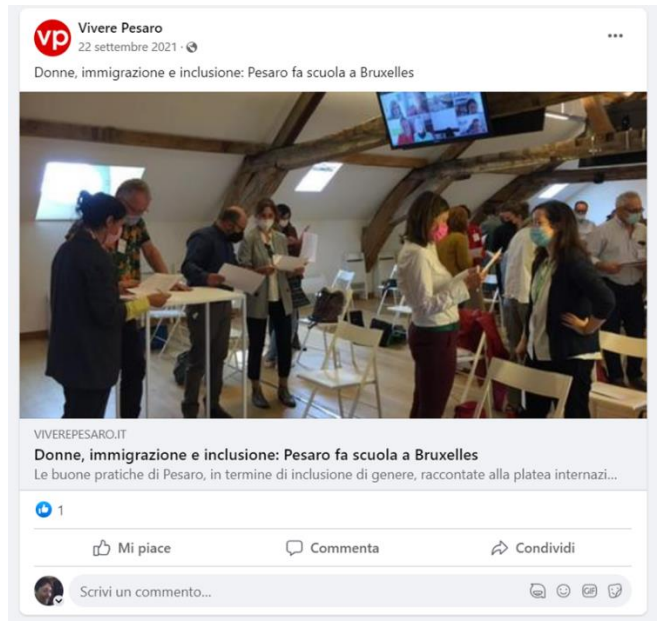 vp
Vivere Pesaro
22 settembre 2021 ·
Donne, immigrazione e inclusione: Pesaro fa scuola a Bruxelles
VIVEREPESARO.IT
Donne, immigrazione e inclusione: Pesaro fa scuola a Bruxelles
Le buone pratiche di Pesaro, in termine di inclusione di genere, raccontate alla platea internazi...
1
Mi piace
Commenta
Condividi
Scrivi un commento...
GIF